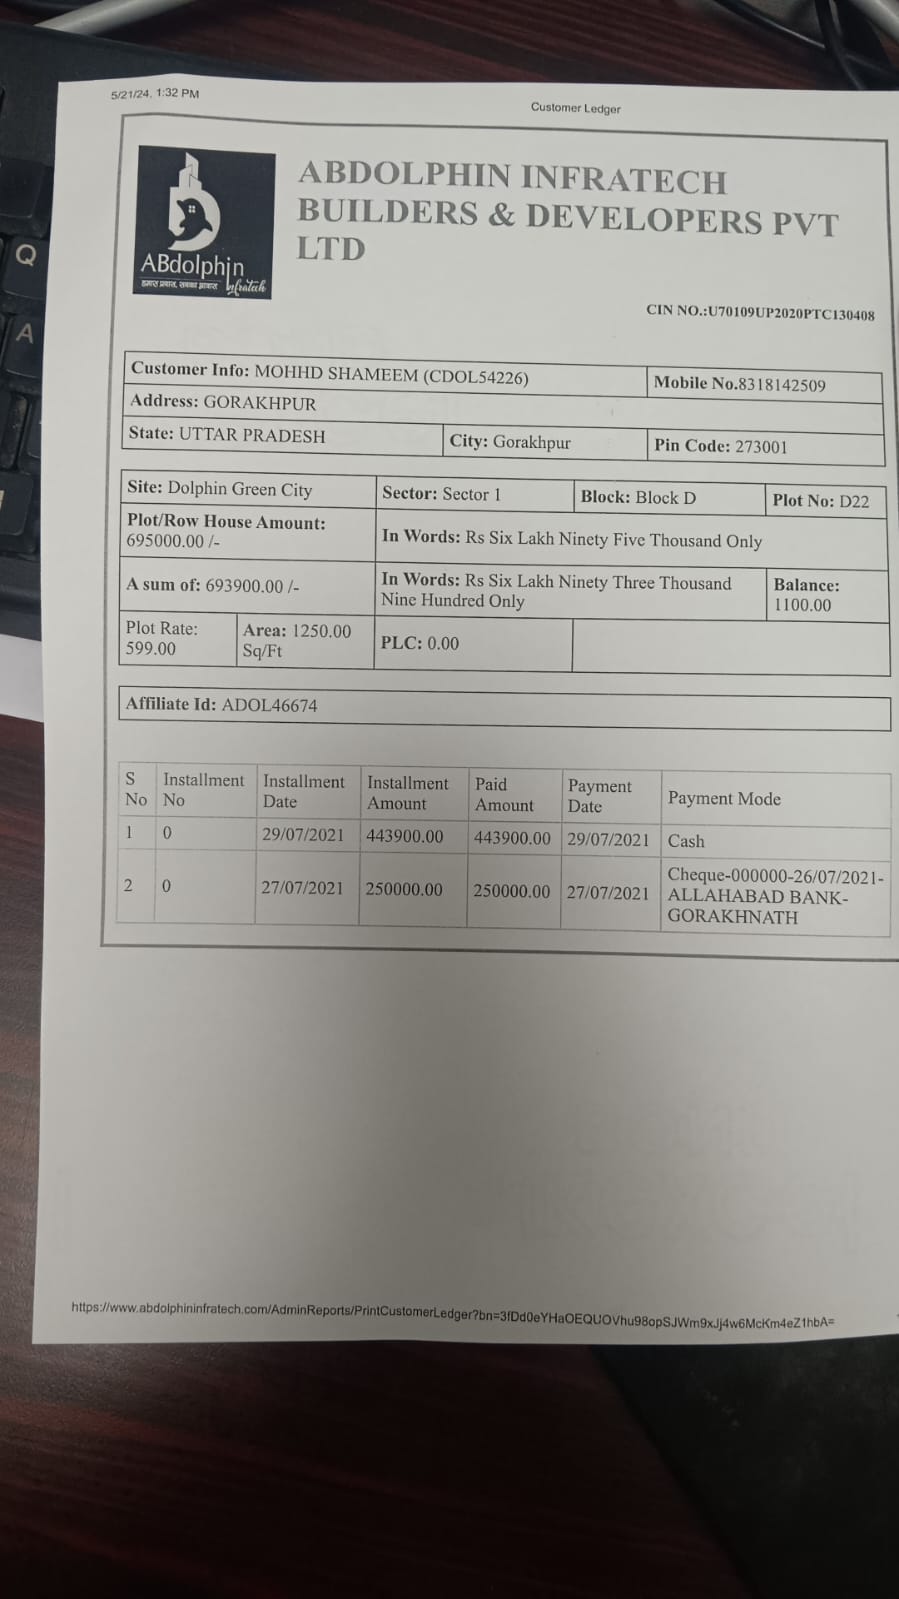 5/21/24, 1:32 PM
Customer Ledger
ABDOLPHIN INFRATECH
BUILDERS & DEVELOPERS PVT
LTD
ABdolphin
Infratech
हमारा प्रयास, सबका आवास
CIN NO.:U70109UP2020PTC130408
Customer Info: MOHHD SHAMEEM (CDOL54226) Mobile No.8318142509
Address: GORAKHPUR
State: UTTAR PRADESH City: Gorakhpur Pin Code: 273001
Site: Dolphin Green City Sector: Sector 1 Block: Block D Plot No: D22
Plot/Row House Amount:
695000.00 /- In Words: Rs Six Lakh Ninety Five Thousand Only
A sum of: 693900.00 /- In Words: Rs Six Lakh Ninety Three Thousand
Nine Hundred Only
Balance:
1100.00
Plot Rate:
599.00
Area: 1250.00
Sq/Ft
PLC: 0.00
Affiliate Id: ADOL46674
S
No
Installment
No
Installment
Date
Installment
Amount
Paid
Amount
Payment
Date
Payment Mode
1 0 29/07/2021 443900.00 443900.00 29/07/2021 Cash
2 0 27/07/2021 250000.00 250000.00 27/07/2021 Cheque-000000-26/07/2021-
ALLAHABAD BANK-
GORAKHNATH
https://www.abdolphininfratech.com/AdminReports/PrintCustomerLedger?bn=3fDd0eYHaOEQUOVhu98opSJWm9xJj4w6McKm4eZ1hbA=
Q
A